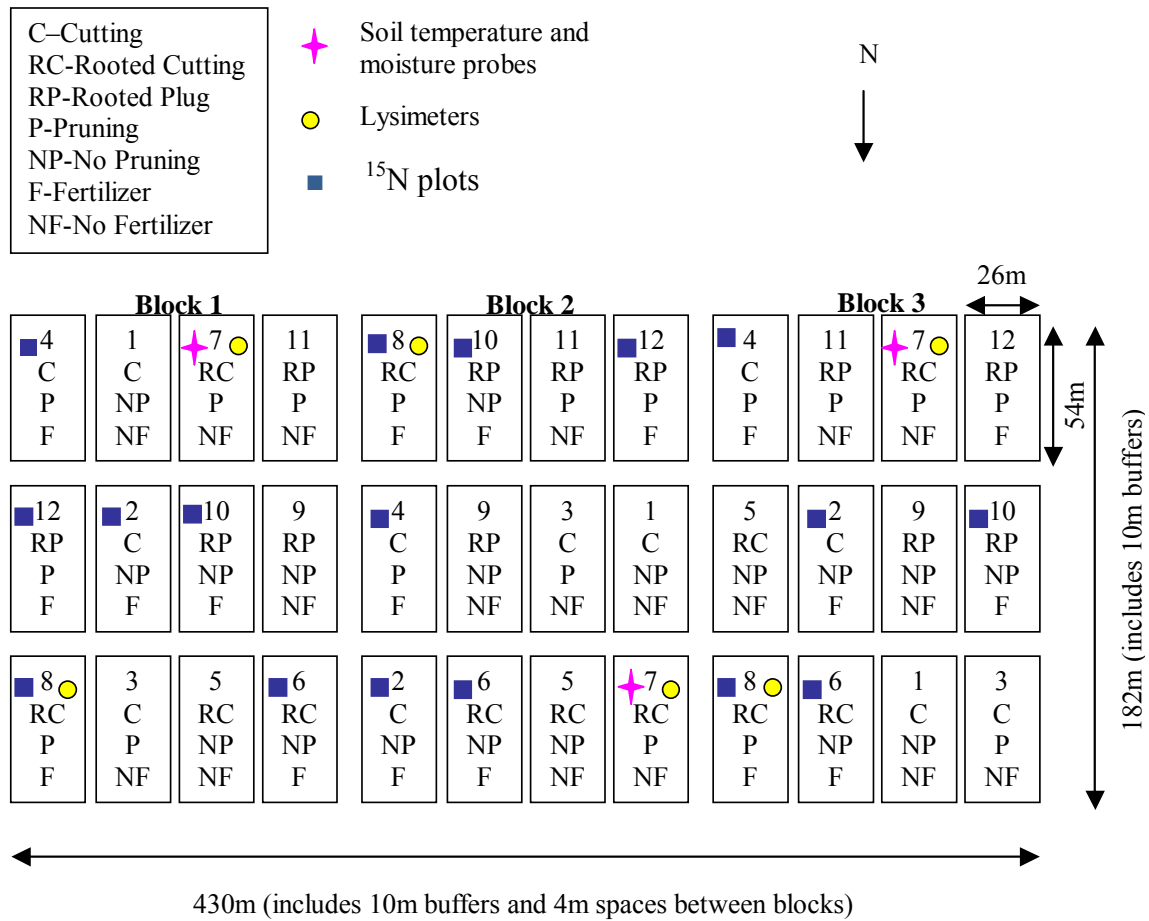 C–Cutting
RC-Rooted Cutting
RP-Rooted Plug
P-Pruning
NP-No Pruning
F-Fertilizer
NF-No Fertilizer
Soil temperature and
moisture probes
Lysimeters
15N plots
N
Block 1
Block 2
Block 3
26m
4
C
P
F
1
C
NP
NF
7
RC
P
NF
11
RP
P
NF
8
RC
P
F
10
RP
NP
F
11
RP
P
NF
12
RP
P
F
4
C
P
F
11
RP
P
NF
7
RC
P
NF
12
RP
P
F
54m
182m (includes 10m buffers)
12
RP
P
F
2
C
NP
F
10
RP
NP
F
9
RP
NP
NF
4
C
P
F
9
RP
NP
NF
3
C
P
NF
1
C
NP
NF
5
RC
NP
NF
2
C
NP
F
9
RP
NP
NF
10
RP
NP
F
8
RC
P
F
3
C
P
NF
5
RC
NP
NF
6
RC
NP
F
2
C
NP
F
6
RC
NP
F
5
RC
NP
NF
7
RC
P
NF
8
RC
P
F
6
RC
NP
F
1
C
NP
NF
3
C
P
NF
430m (includes 10m buffers and 4m spaces between blocks)